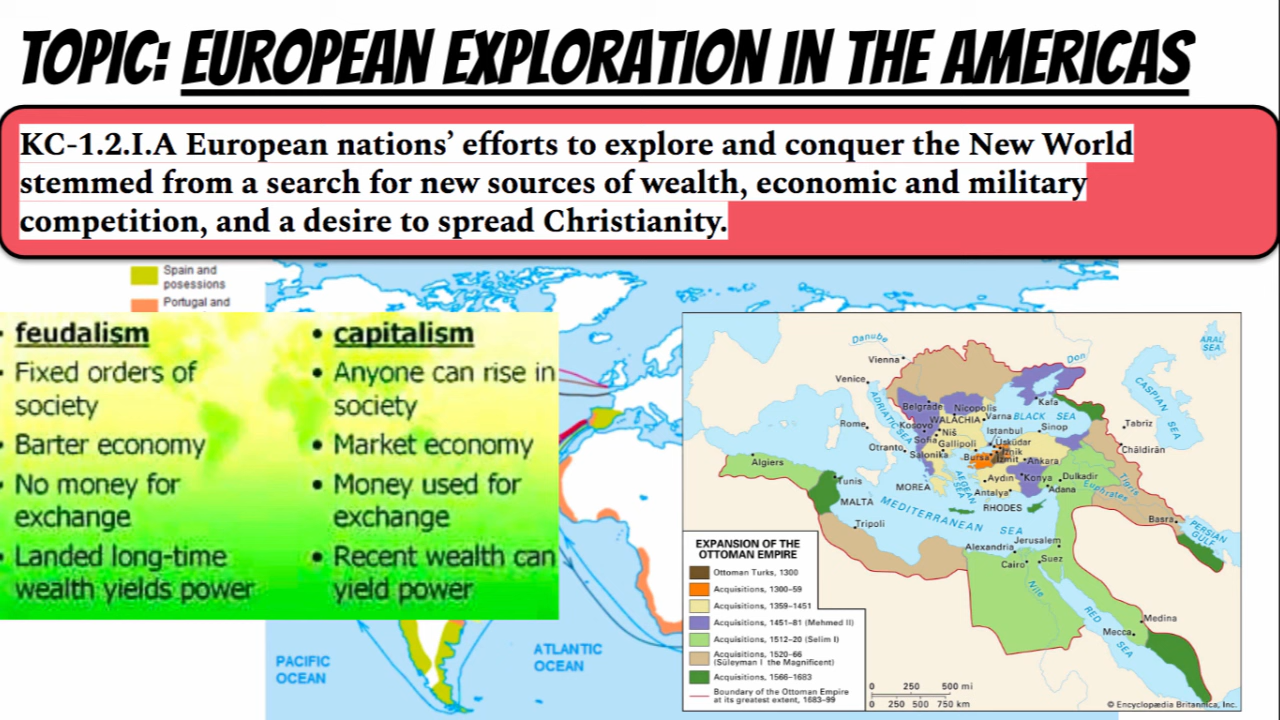 TOPIC: EUROPEAN EXPLORATION IN THE AMERICAS
KC-1.2.I.A European nations’ efforts to explore and conquer the New World
stemmed from a search for new sources of wealth, economic and military
competition, and a desire to spread Christianity.
Spain and
posessions
Portugal and
• feudalism
• Fixed orders of
society
• Barter economy
• No money for
exchange
• Landed long-time
wealth yields power
• capitalism
• Anyone can rise in
society
• Market economy
• Money used for
exchange
• Recent wealth can
yield power
PACIFIC
OCEAN
ATLANTIC
OCEAN
Danube
Vienna
Venice
Don
ARAL
SEA
CASPIAN
SEA
Kafa
ADRIATIC SEA
Belgrade
Nicopolis
WALACHIA
Varna
BLACK SEA
Rome
Kosovo
Niš
Istanbul
Sinop
Tabriz
Sofia
Gallipoli
Üsküdar
Otranto
Salonika
Bursa
İznik
İzmit
Ankara
Chāldirān
Algiers
Tunis
MOREA
AEGEAN
SEA
Aydin
Konya
Dulkadir
Antalya
Adana
Tigris
Euphrates
MALTA
RHODES
MEDITERRANEAN SEA
Tripoli
Basra
PERSIAN
GULF
Alexandria
Jerusalem
Cairo
Suez
Nile
RED
SEA
Medina
Mecca
EXPANSION OF THE
OTTOMAN EMPIRE
Ottoman Turks, 1300
Acquisitions, 1300–59
Acquisitions, 1359–1451
Acquisitions, 1451–81 (Mehmed II)
Acquisitions, 1512–20 (Selim I)
Acquisitions, 1520–66
(Süleyman I the Magnificent)
Acquisitions, 1566–1683
Boundary of the Ottoman Empire
at its greatest extent, 1683–99
0 250 500 mi
0 250 500 750 km
© Encyclopædia Britannica, Inc.